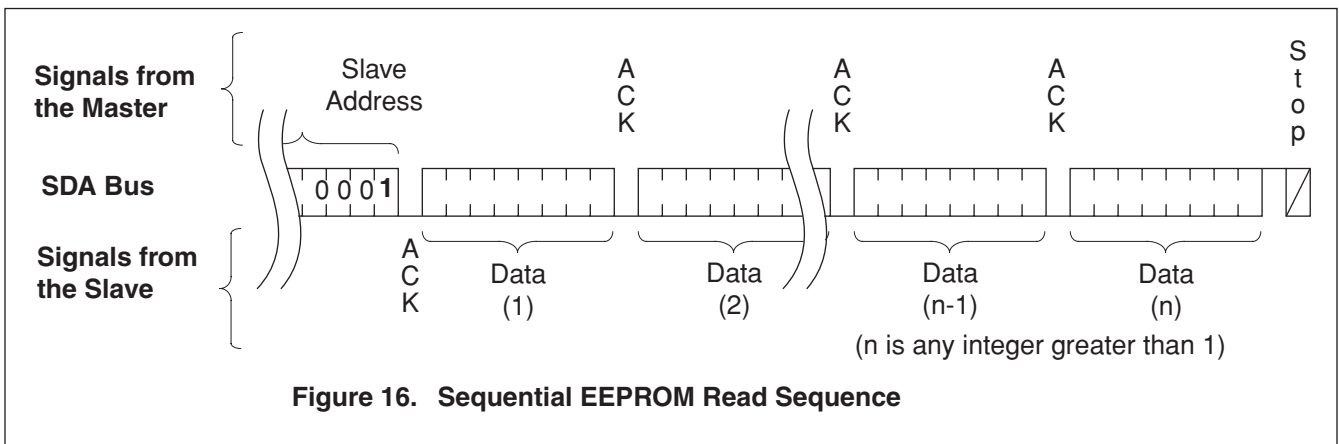 Signals from
the Master
Slave
Address
A
C
K
A
C
K
A
C
K
S
t
o
p
SDA Bus
0 0 0 1
Signals from
the Slave
A
C
K
Data
(1)
Data
(2)
Data
(n-1)
Data
(n)
(n is any integer greater than 1)
Figure 16. Sequential EEPROM Read Sequence